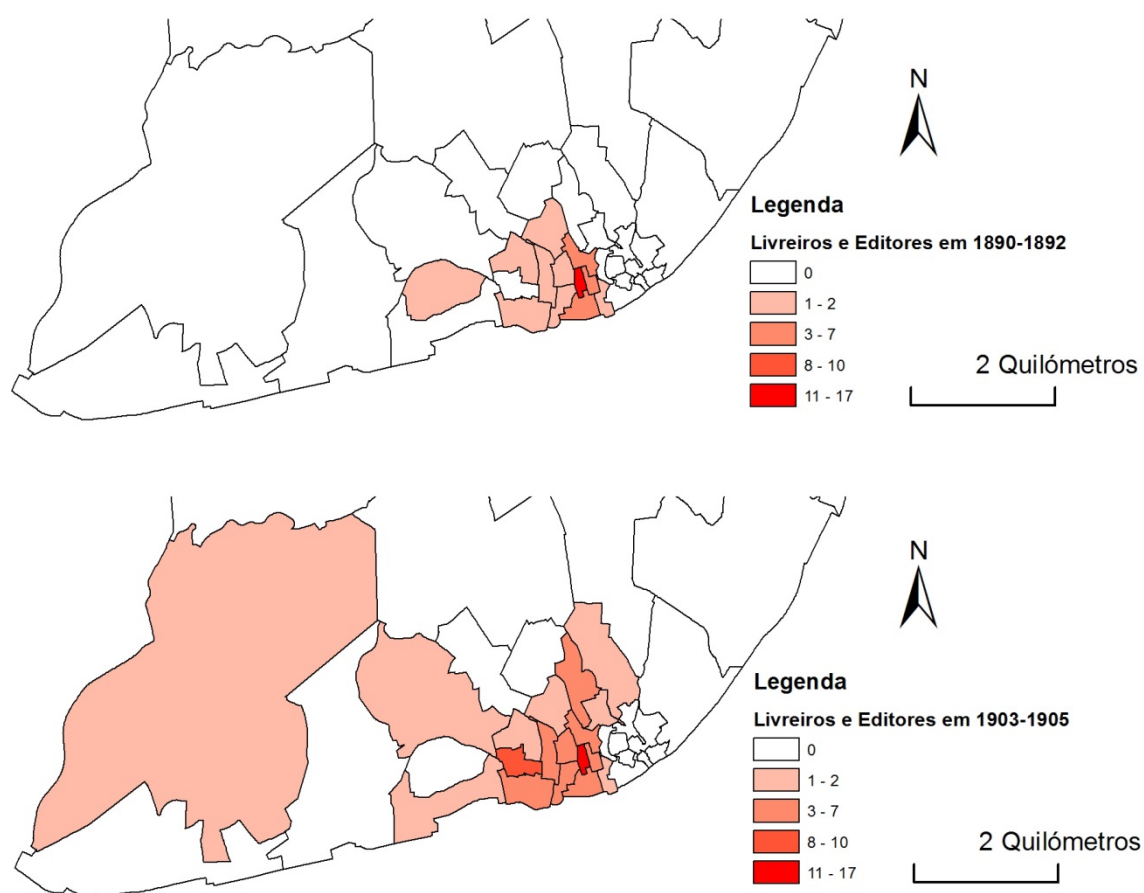 N
Legenda
Livreiros e Editores em 1890-1892
0
1 - 2
3 - 7
8 - 10
11 - 17
2 Quilómetros
N
Legenda
Livreiros e Editores em 1903-1905
0
1 - 2
3 - 7
8 - 10
11 - 17
2 Quilómetros